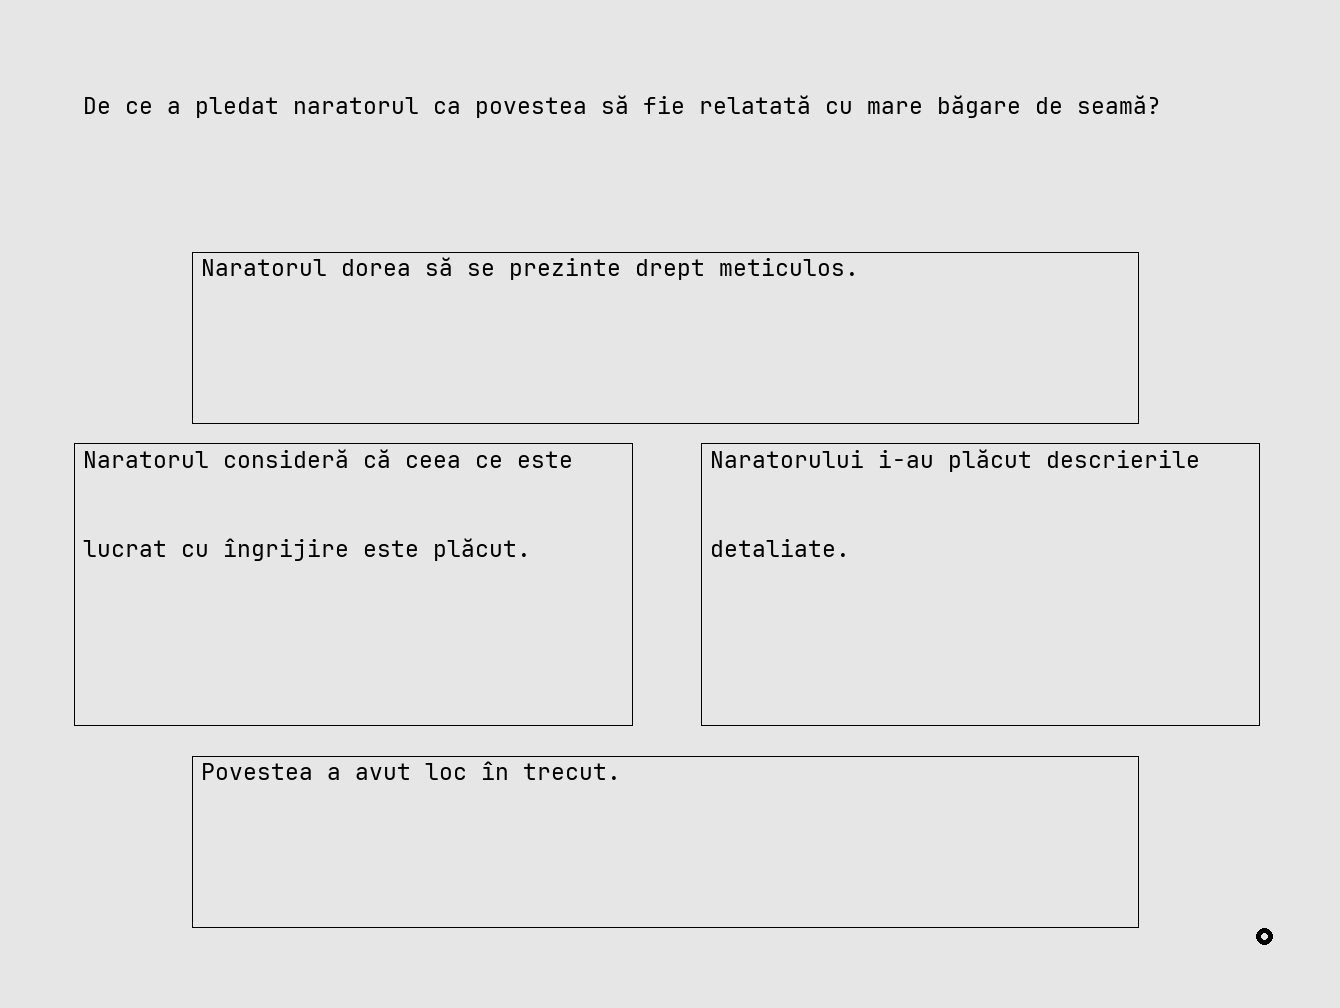 De ce a pledat naratorul ca povestea să fie relatată cu mare băgare de seamă?
Naratorul dorea să se prezinte drept meticulos.
Naratorul consideră că ceea ce este
lucrat cu îngrijire este plăcut.
Naratorului i-au plăcut descrierile
detaliate.
Povestea a avut loc în trecut.